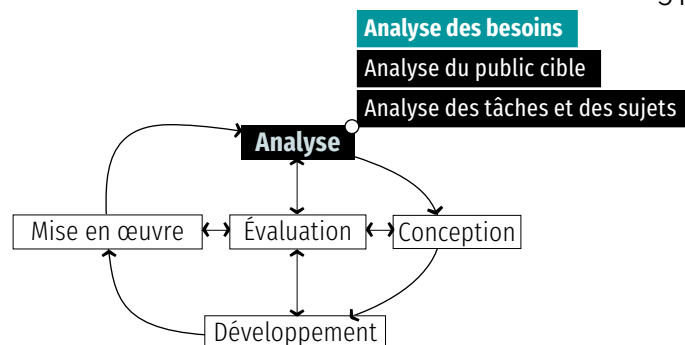 Analyse des besoins
Analyse du public cible
Analyse des tâches et des sujets
Analyse
Mise en œuvre
Évaluation
Conception
Développement